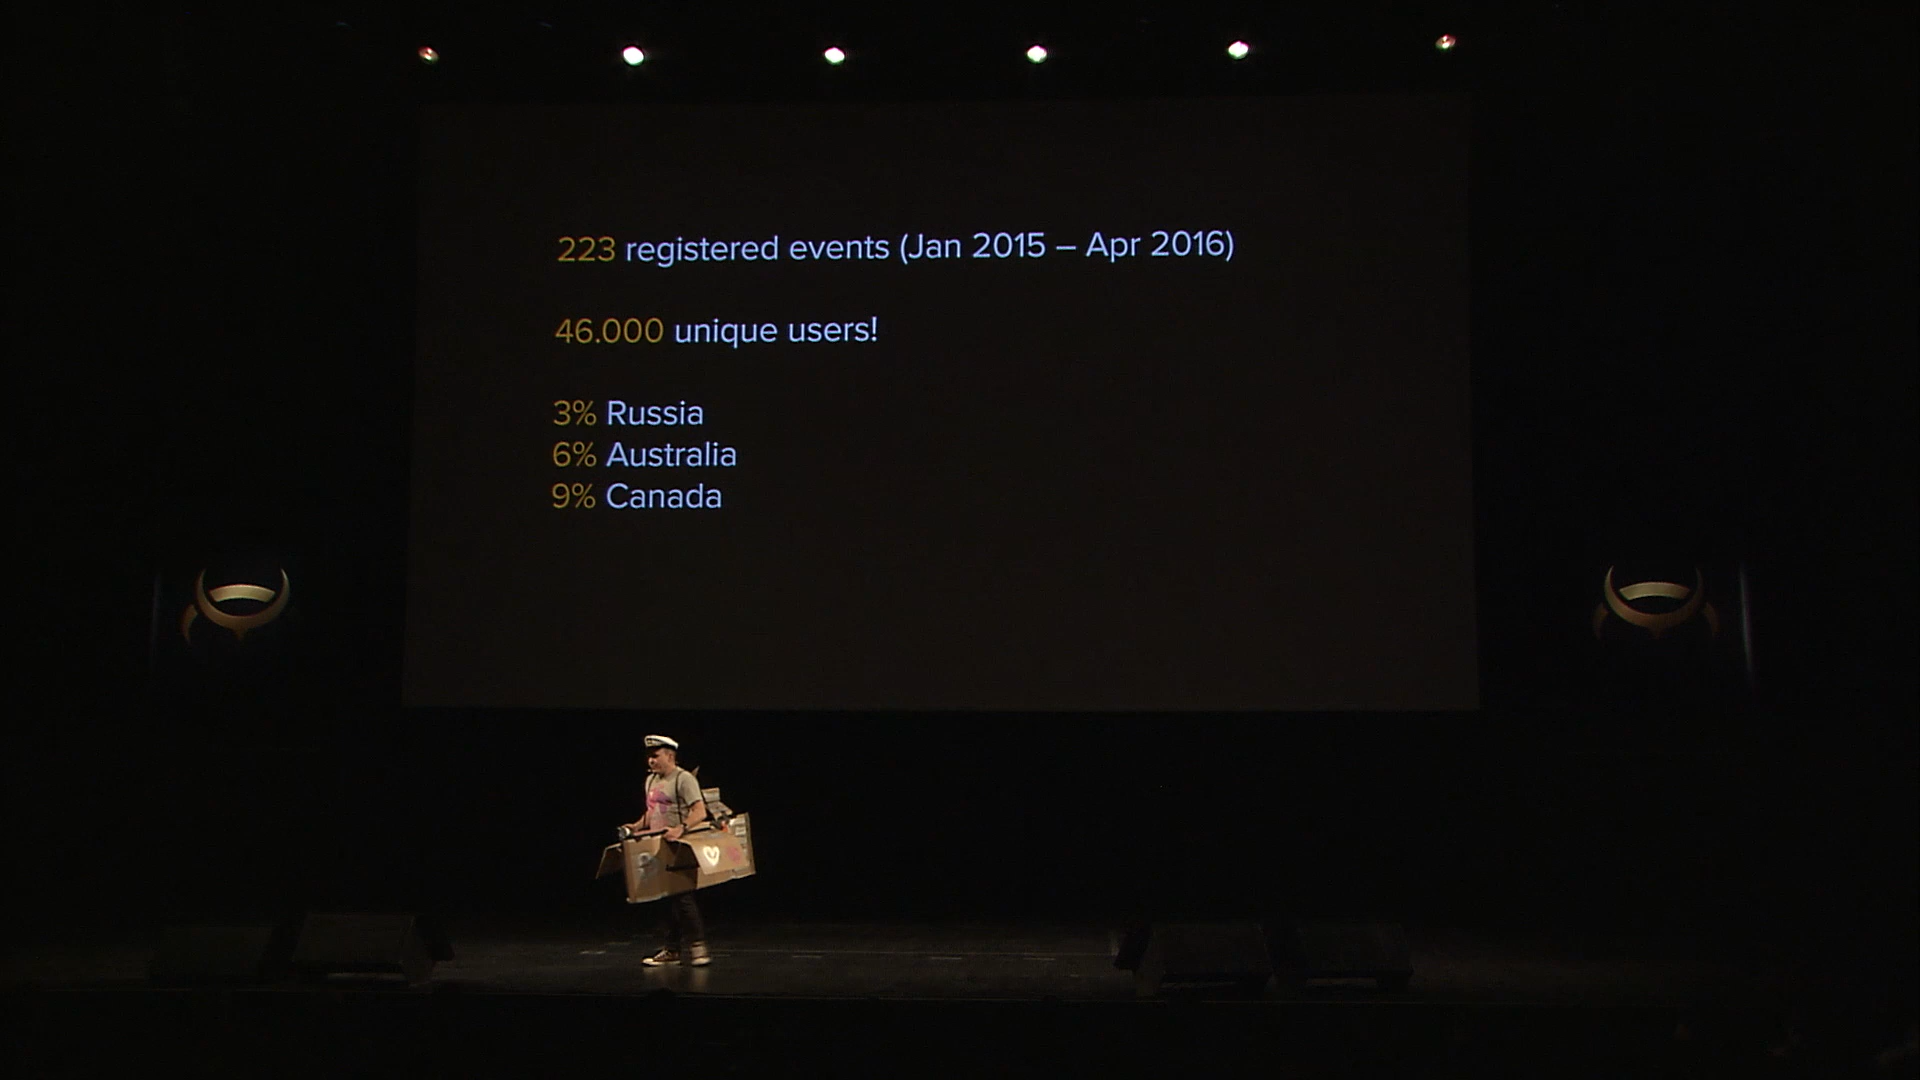 223 registered events (Jan 2015 – Apr 2016)
46.000 unique users!
3% Russia
6% Australia
9% Canada